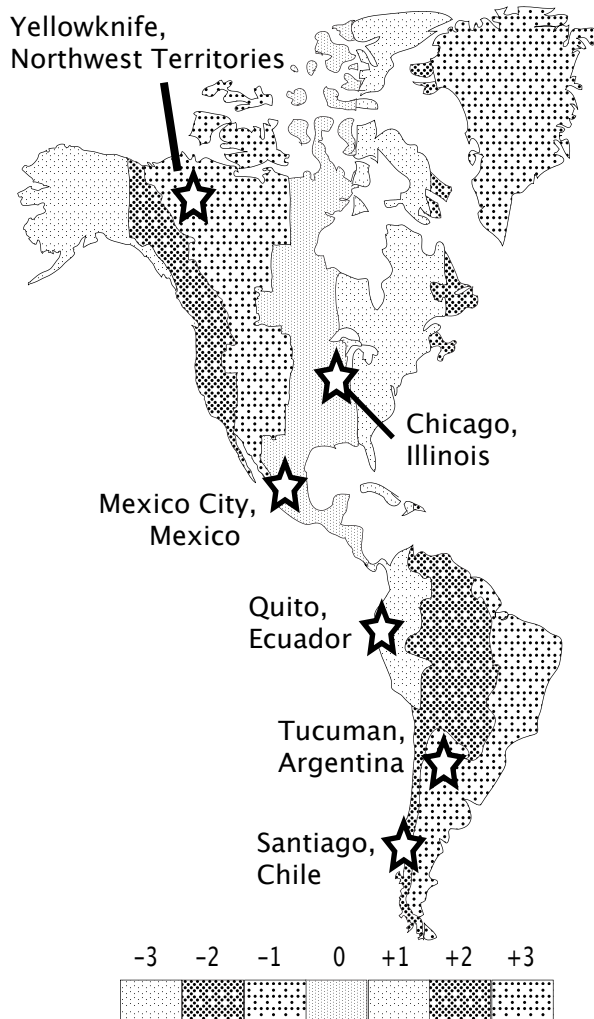 Yellowknife,
Northwest Territories
Chicago,
Illinois
Mexico City,
Mexico
Quito,
Ecuador
Tucuman,
Argentina
Santiago,
Chile
-3 -2 -1 0 +1 +2 +3